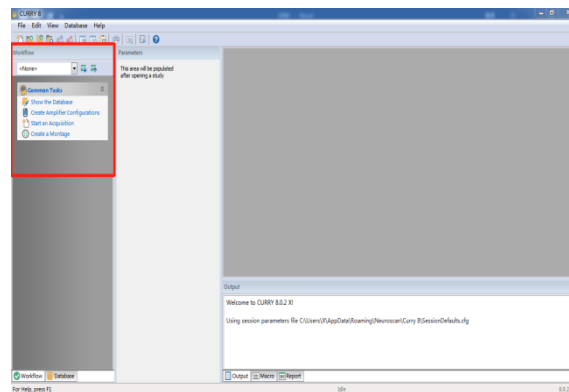 CURRY 8
File Edit View Database Help
Workflow
Parameters
<None>
This area will be populated
after opening a study
Common Tasks
Show the Database
Create Amplifier Configurations
Start an Acquisition
Create a Montage
Output
Welcome to CURRY 8.0.2 XI
Using session parameters file C:\Users\X\AppData\Roaming\Neuroscan\Curry 8\SessionDefaults.cfg
Workflow Database
Output Macro Report
For Help, press F1
Idle